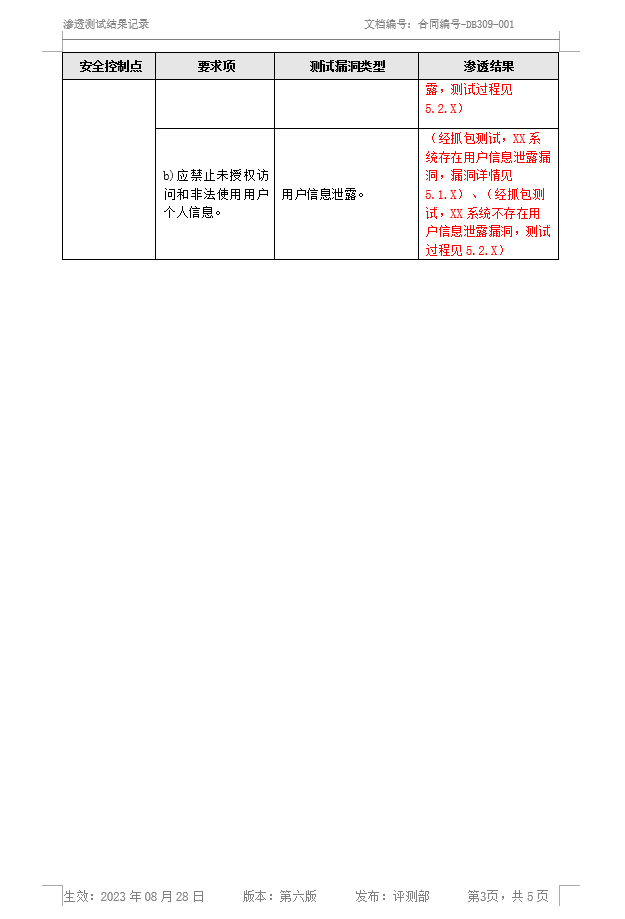 渗透测试结果记录 文档编号：合同编号-DB309-001
安全控制点 要求项 测试漏洞类型 渗透结果
露，测试过程见
5.2.X）
b)应禁止未授权访
问和非法使用用户
个人信息。
用户信息泄露。
（经抓包测试，XX系
统存在用户信息泄露漏
洞，漏洞详情见
5.1.X）、（经抓包测
试，XX系统不存在用
户信息泄露漏洞，测试
过程见5.2.X）
生效：2023年08月28日 版本：第六版 发布：评测部 第3页，共5页